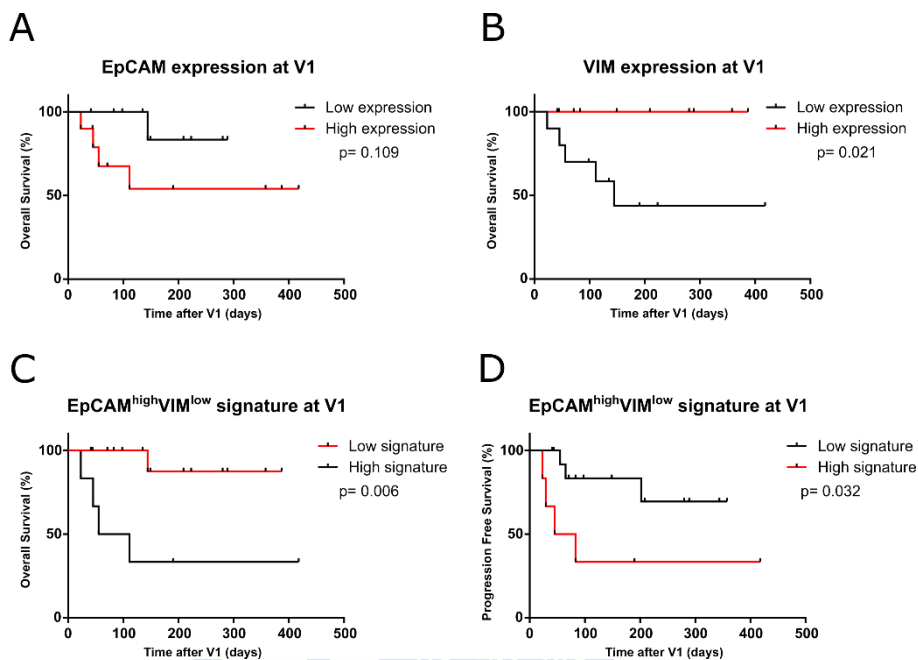 A
EpCAM expression at V1
100
50
0
Overall Survival (%)
0 100 200 300 400 500
Time after V1 (days)
Low expression
High expression
p= 0.109
B
VIM expression at V1
100
50
0
Overall Survival (%)
0 100 200 300 400 500
Time after V1 (days)
Low expression
High expression
p= 0.021
C
EpCAMhighVIMlow signature at V1
100
50
0
Overall Survival (%)
0 100 200 300 400 500
Time after V1 (days)
Low signature
High signature
p= 0.006
D
EpCAMhighVIMlow signature at V1
100
50
0
Progression Free Survival (%)
0 100 200 300 400 500
Time after V1 (days)
Low signature
High signature
p= 0.032